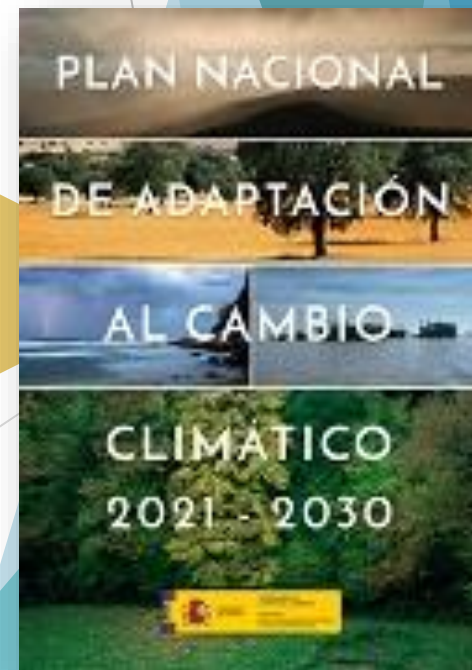 PLAN NACIONAL
DE ADAPTACIÓN
AL CAMBIO
CLIMÁTICO
2021 - 2030